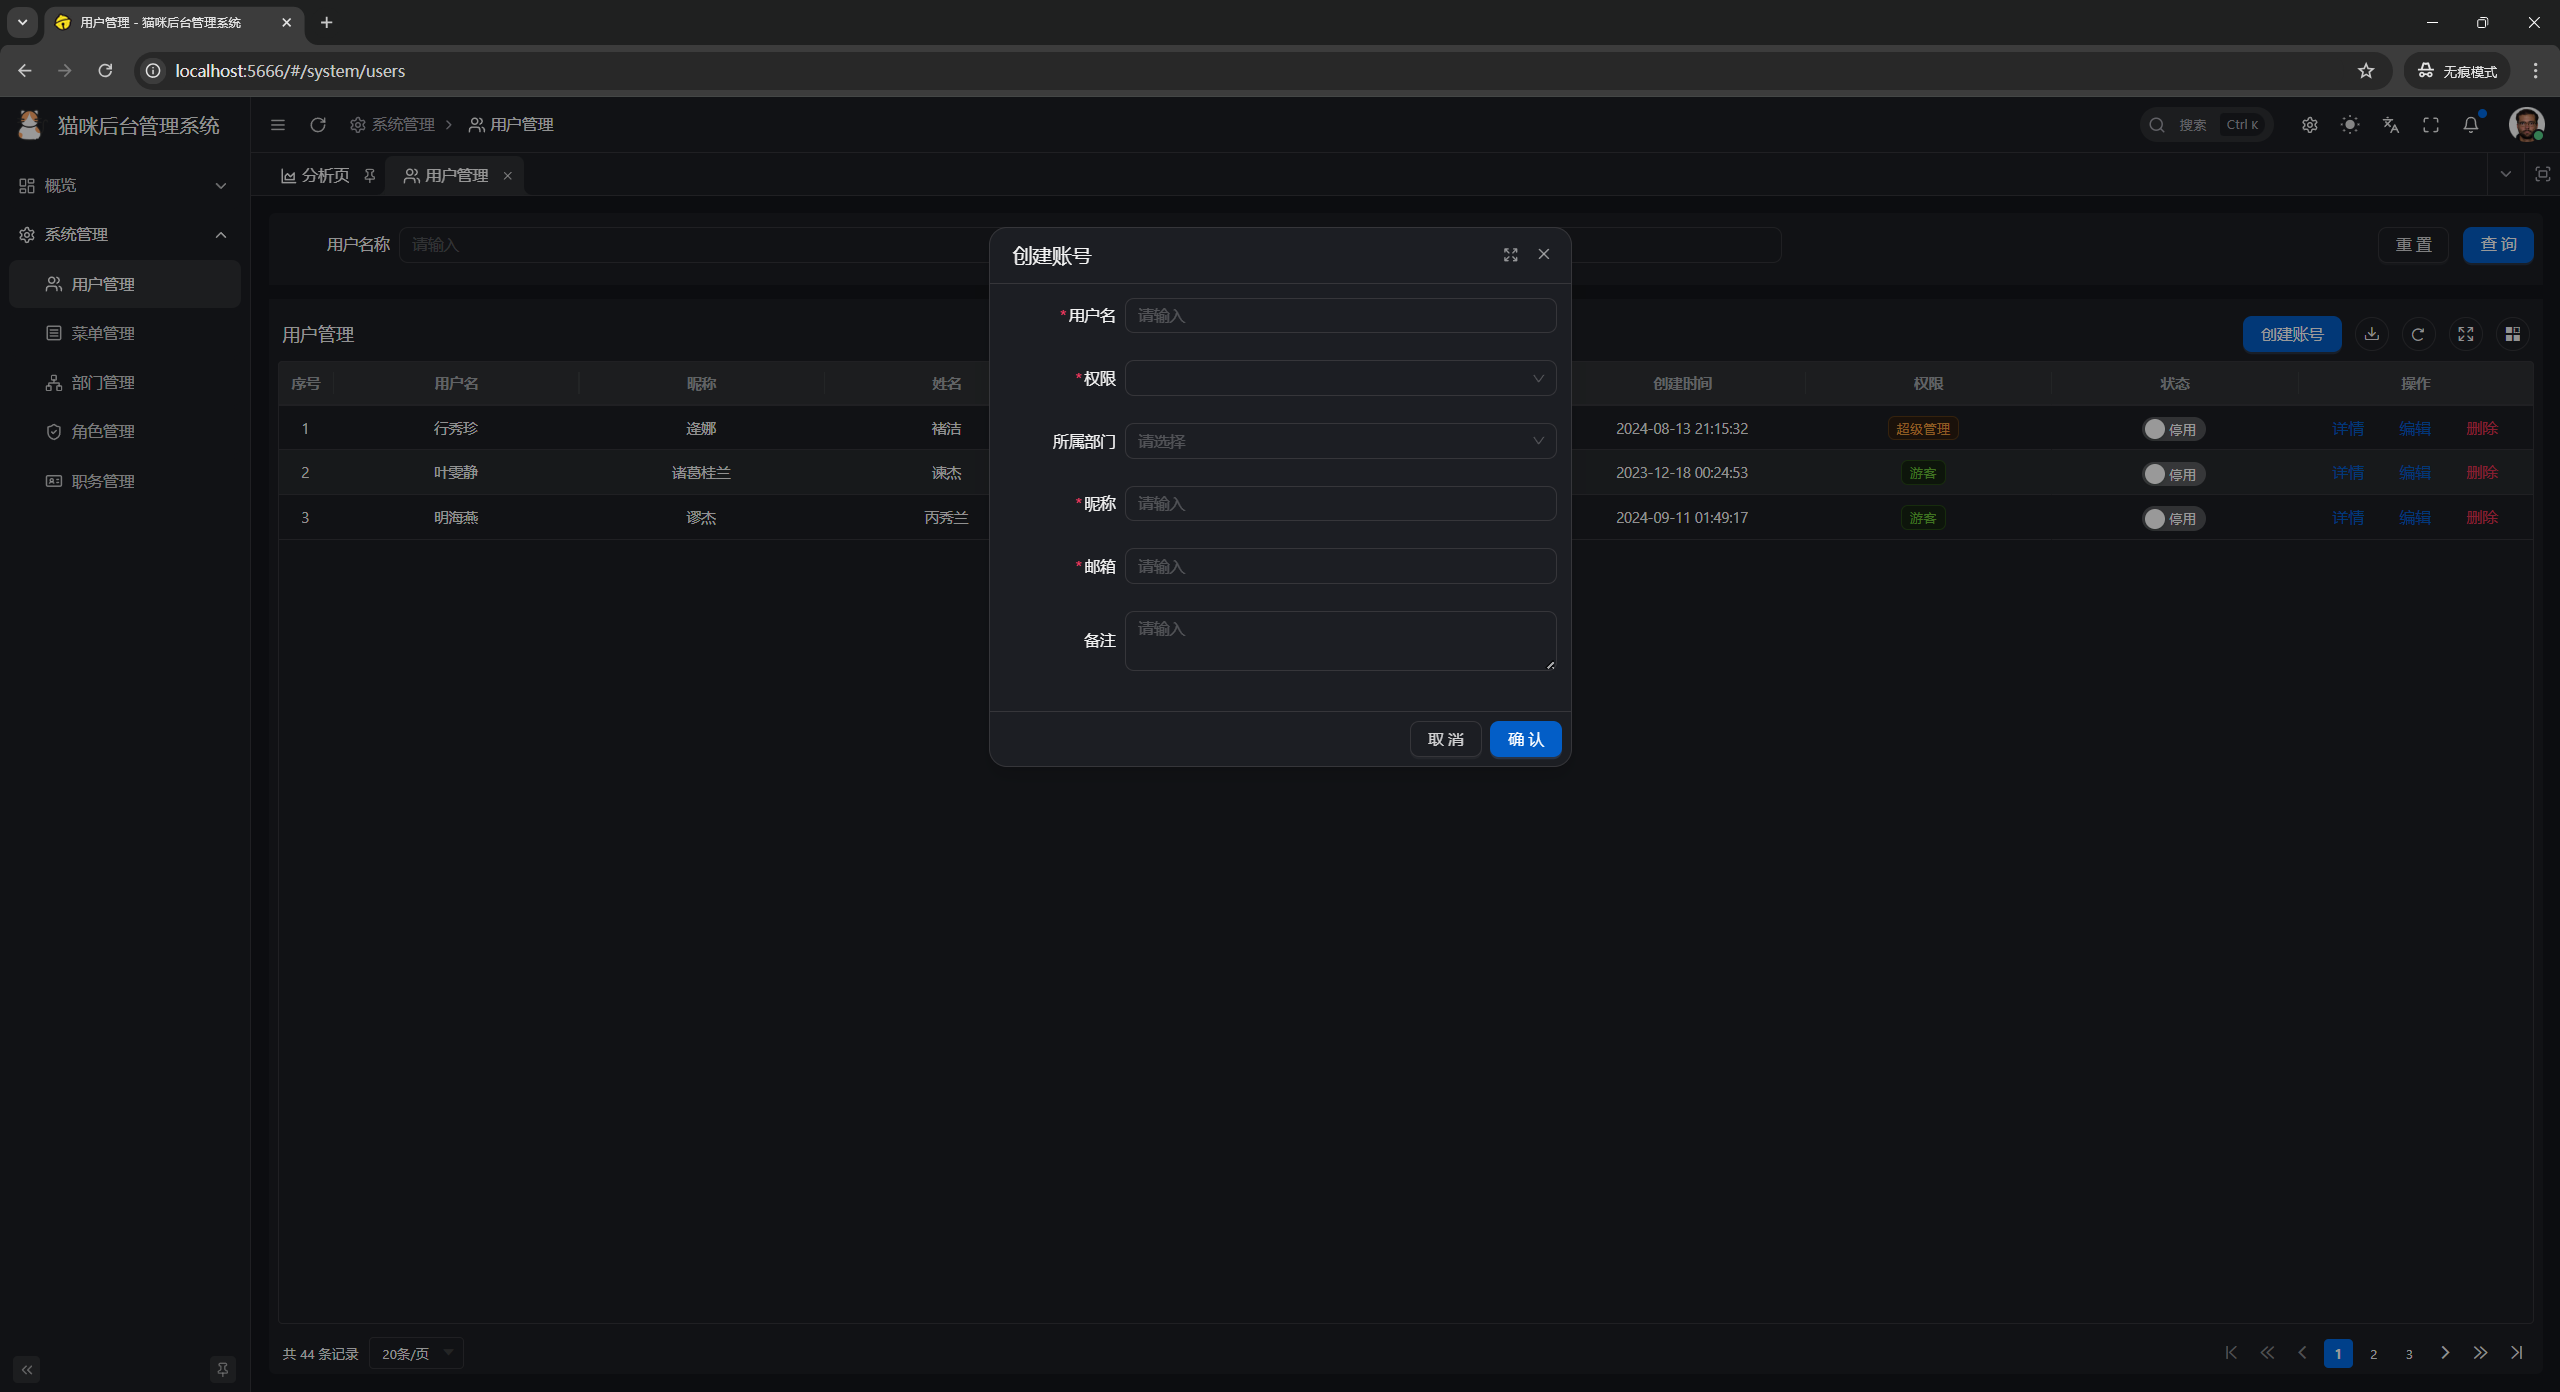 用户管理 - 猫咪后台管理系统
localhost:5666/#/system/users
无痕模式
猫咪后台管理系统
系统管理 > 用户管理
搜索 Ctrl K
概览
系统管理
用户管理
菜单管理
部门管理
角色管理
职务管理
分析页 用户管理
用户名称 请输入
重置 查询
用户管理
创建账号
序号 用户名 昵称 姓名 创建时间 权限 状态 操作
1 行秀珍 逄娜 褚洁 2024-08-13 21:15:32 超级管理 停用 详情 编辑 删除
2 叶雯静 诸葛桂兰 谏杰 2023-12-18 00:24:53 游客 停用 详情 编辑 删除
3 明海燕 谬杰 丙秀兰 2024-09-11 01:49:17 游客 停用 详情 编辑 删除
创建账号
*用户名 请输入
*权限
所属部门 请选择
*昵称 请输入
*邮箱 请输入
备注 请输入
取消 确认
共 44 条记录 20条/页
1 2 3